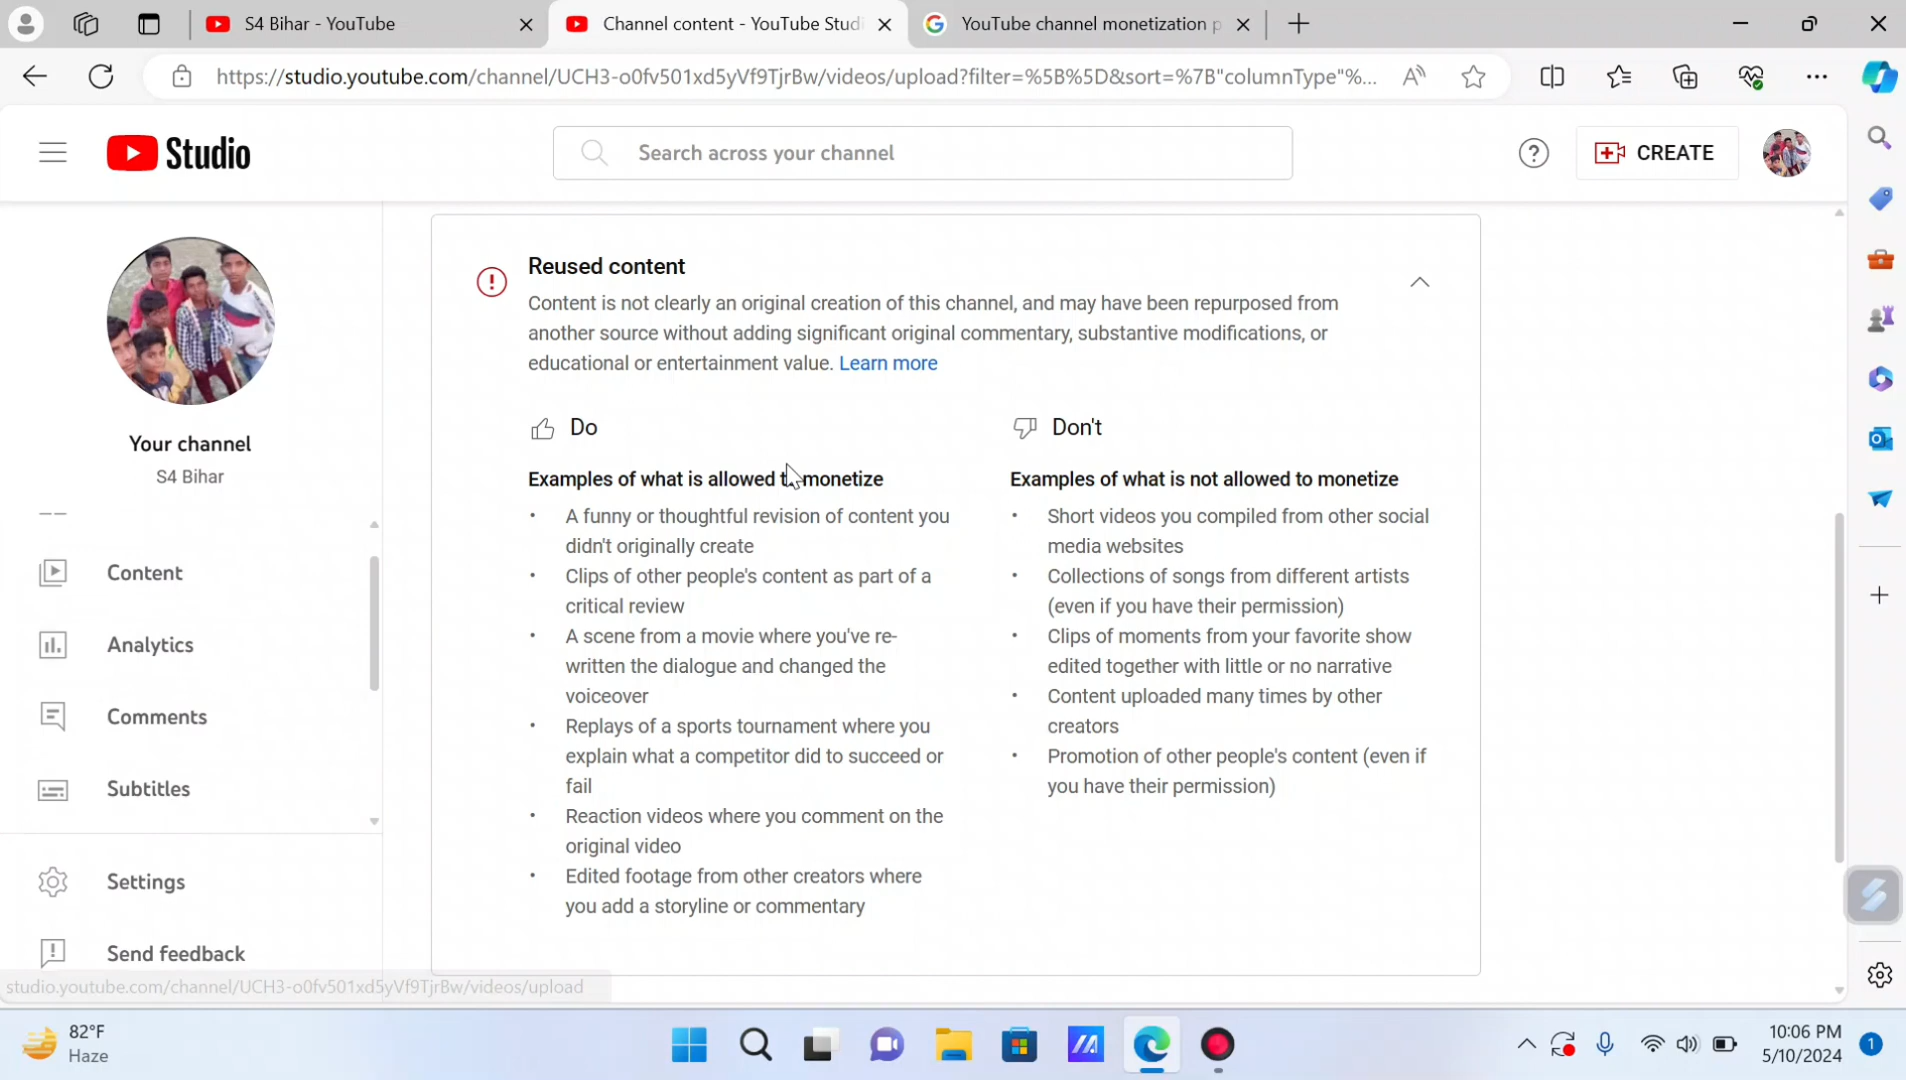 S4 Bihar - YouTube
Channel content - YouTube Studi
YouTube channel monetization p
https://studio.youtube.com/channel/UCH3-o0fv501xd5yVf9TjrBw/videos/upload?filter=%5B%5D&sort=%7B"columnType"%...
Studio
Search across your channel
CREATE
Your channel
S4 Bihar
Content
Analytics
Comments
Subtitles
Settings
Send feedback
studio.youtube.com/channel/UCH3-o0fv501xd5yVf9TjrBw/videos/upload
Reused content
Content is not clearly an original creation of this channel, and may have been repurposed from
another source without adding significant original commentary, substantive modifications, or
educational or entertainment value. Learn more
Do
Examples of what is allowed to monetize
• A funny or thoughtful revision of content you
didn't originally create
• Clips of other people's content as part of a
critical review
• A scene from a movie where you've re-
written the dialogue and changed the
voiceover
• Replays of a sports tournament where you
explain what a competitor did to succeed or
fail
• Reaction videos where you comment on the
original video
• Edited footage from other creators where
you add a storyline or commentary
Don't
Examples of what is not allowed to monetize
• Short videos you compiled from other social
media websites
• Collections of songs from different artists
(even if you have their permission)
• Clips of moments from your favorite show
edited together with little or no narrative
• Content uploaded many times by other
creators
• Promotion of other people's content (even if
you have their permission)
82°F
Haze
10:06 PM
5/10/2024
1